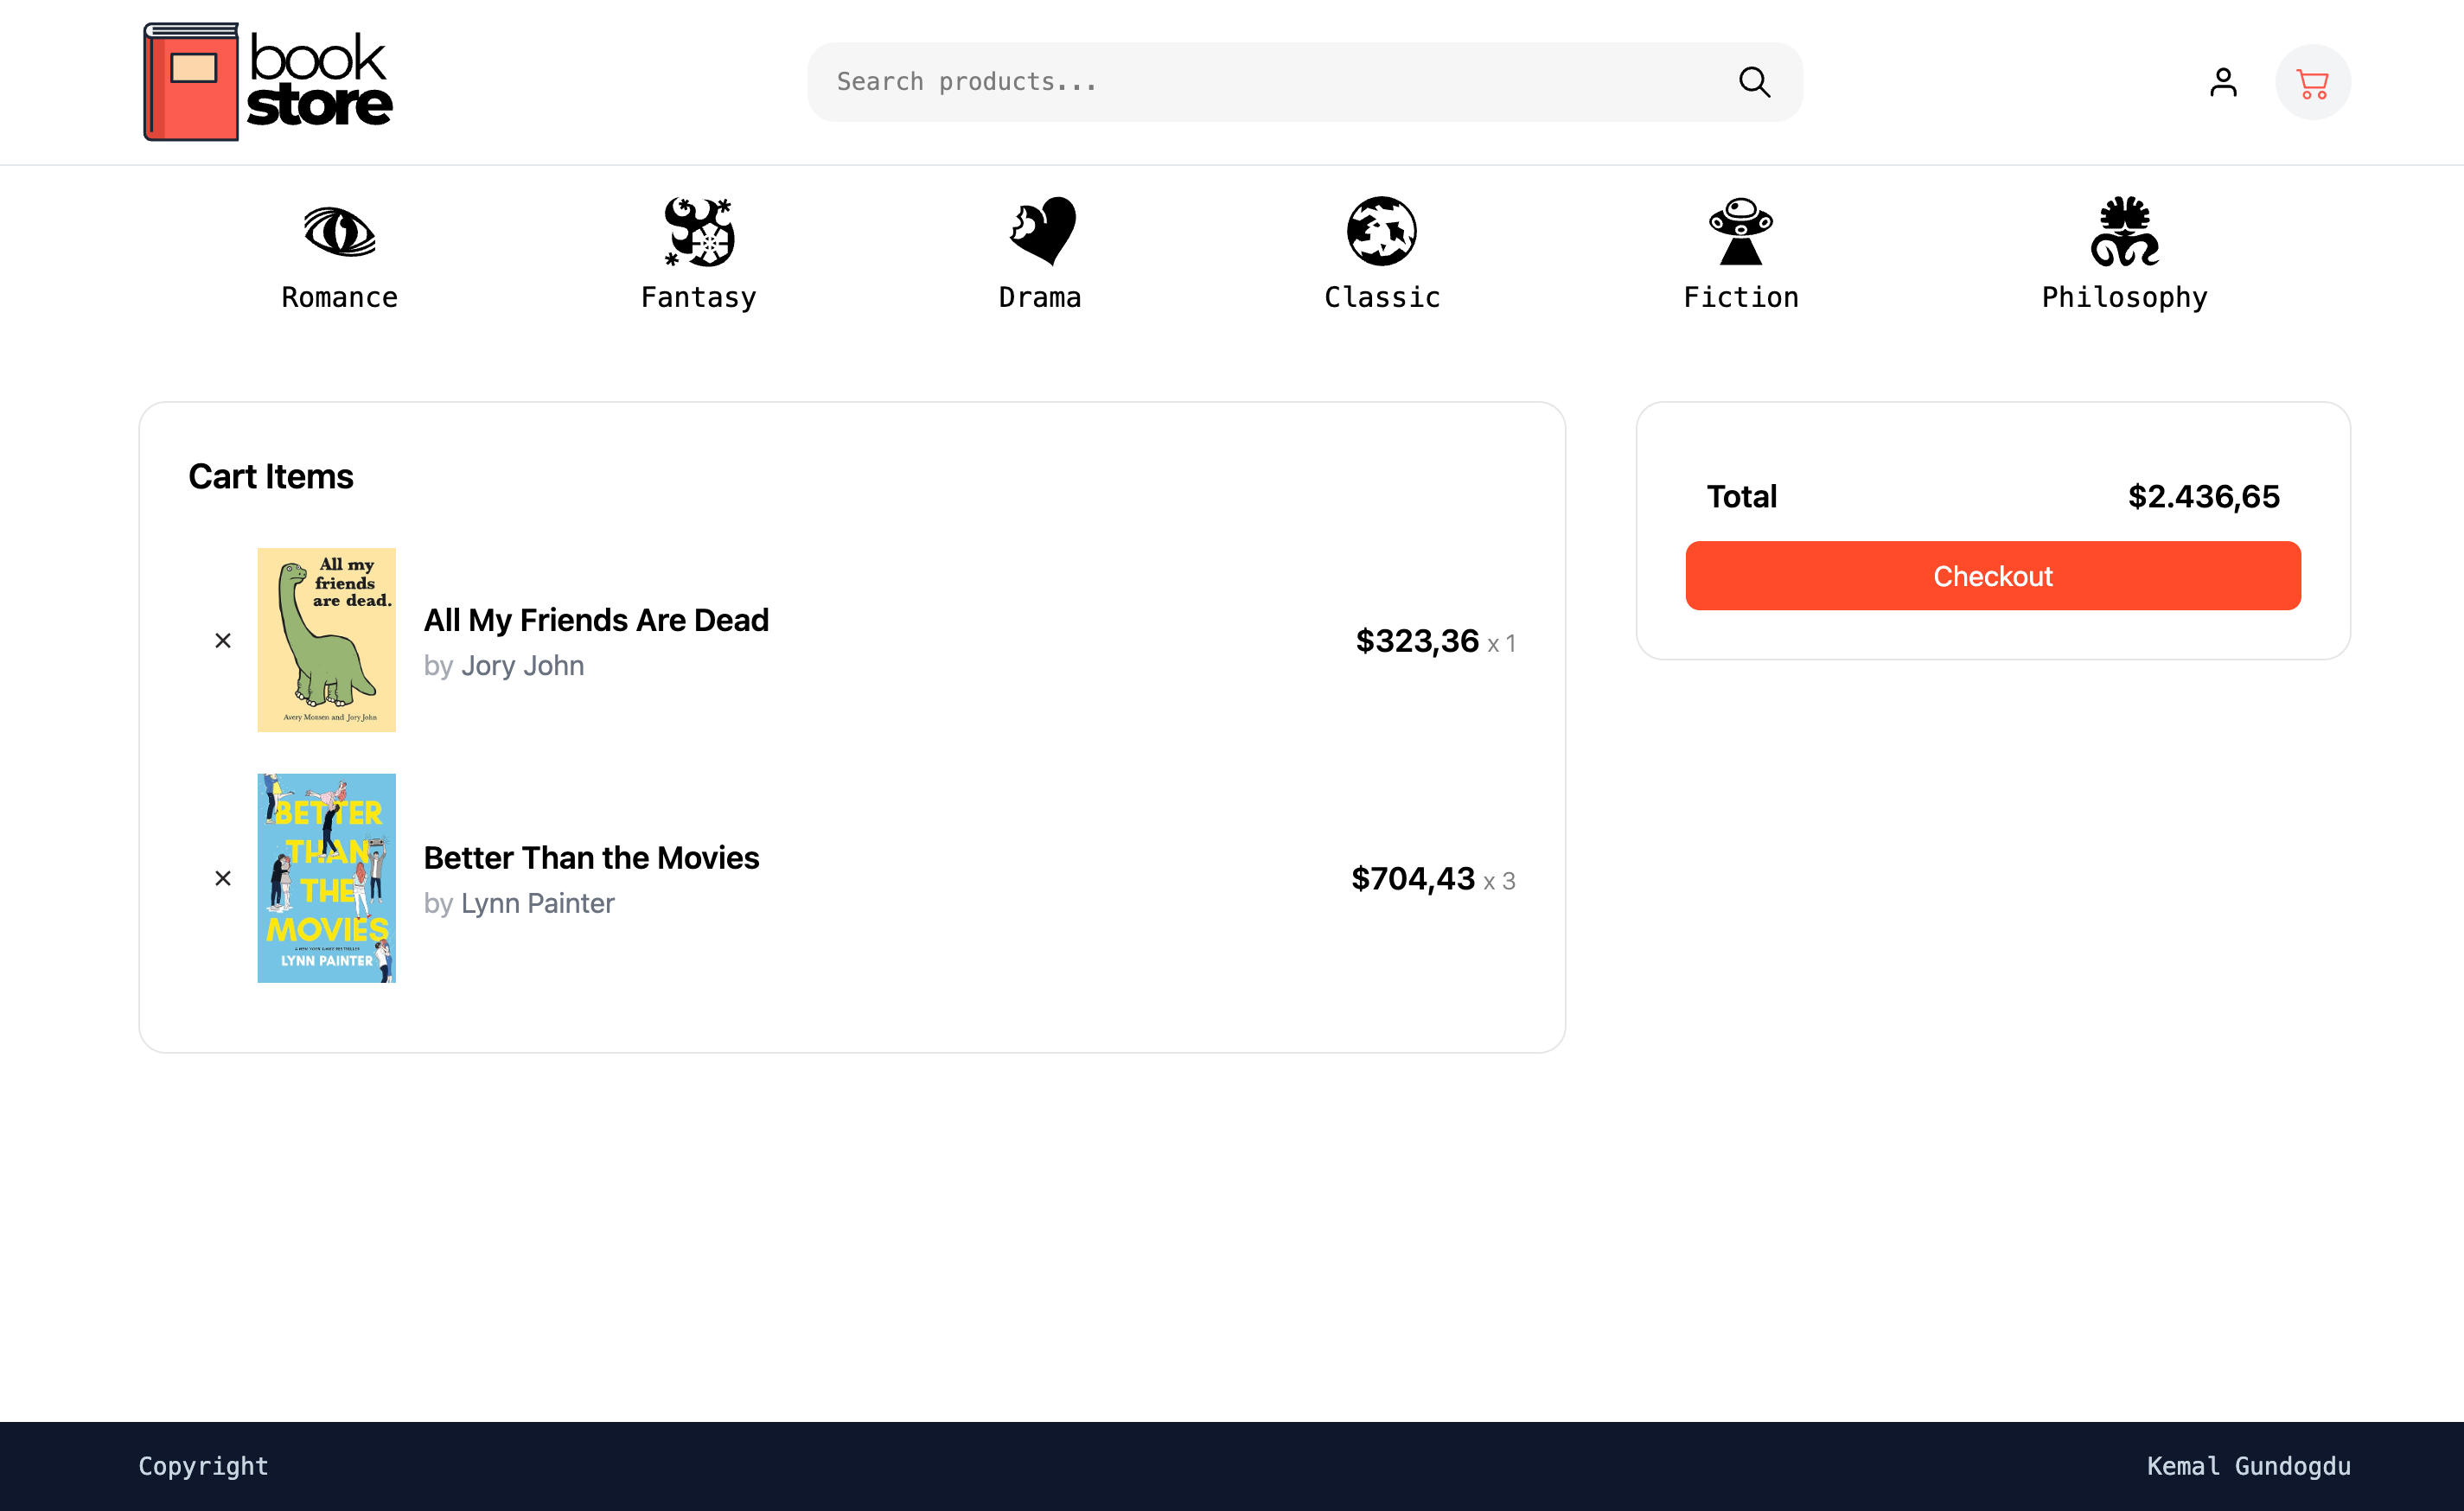 book
store
Search products...
Romance
Fantasy
Drama
Classic
Fiction
Philosophy
Cart Items
All my
friends
are dead.
Avery Monsen and Jory John
All My Friends Are Dead
by Jory John
$323,36 x 1
BETTER
THAN
THE
MOVIES
LYNN PAINTER
Better Than the Movies
by Lynn Painter
$704,43 x 3
Total $2.436,65
Checkout
Copyright
Kemal Gundogdu